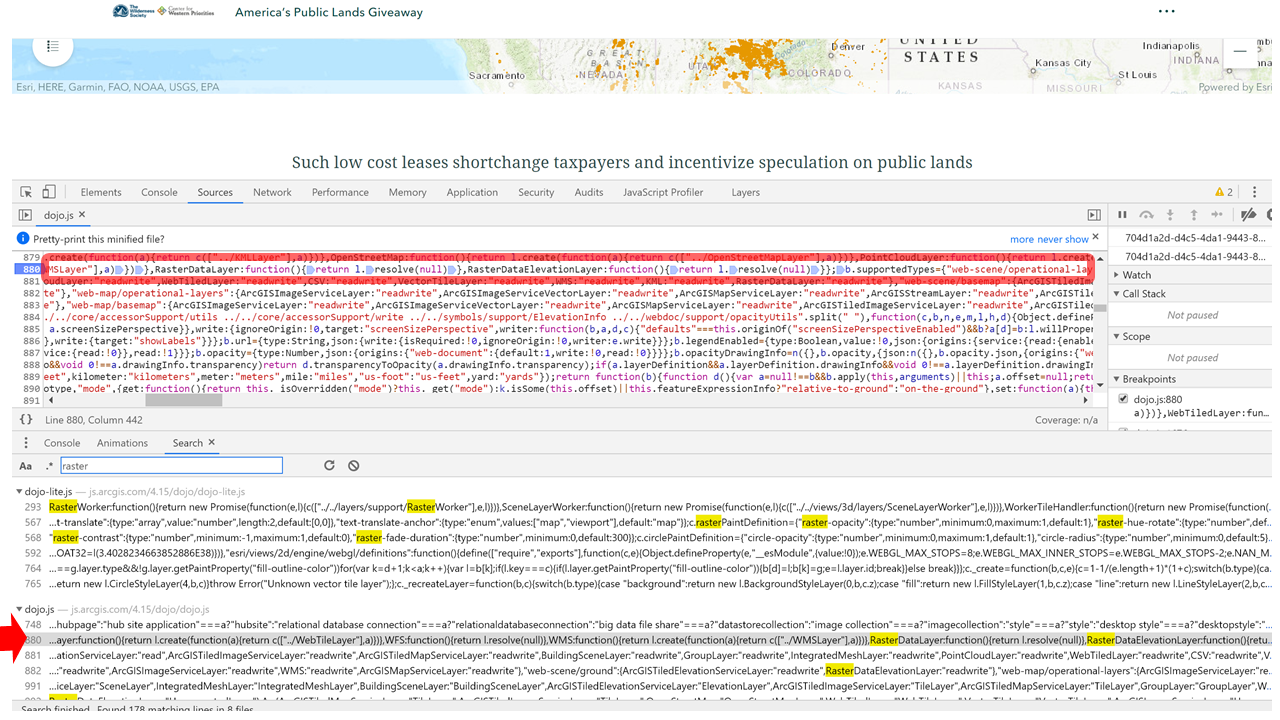 The Wilderness Society
Center for Western Priorities
America's Public Lands Giveaway
Sacramento
GREAT BASIN
NEVADA
UTA
COLORADO
Denver
UNITED
STATES
Kansas City
KANSAS
MISSOURI
St Louis
Indianapolis
INDIANA
Esri, HERE, Garmin, FAO, NOAA, USGS, EPA
Powered by Esri
Such low cost leases shortchange taxpayers and incentivize speculation on public lands
Elements Console Sources Network Performance Memory Application Security Audits JavaScript Profiler Layers 2
dojo.js ×
Pretty-print this minified file?
more never show ×
879 create(function(a){return c(["../KMLLayer"],a)})},OpenStreetMap:function(){return l.create(function(a){return c(["../OpenStreetMapLayer"],a)})},PointCloudLayer:function(){return l.create
880 MSLayer"],a)})},RasterDataLayer:function(){return l.resolve(null)},RasterDataElevationLayer:function(){return l.resolve(null)}};b.supportedTypes={"web-scene/operational-lay
881 oudLayer:"readwrite",WebTiledLayer:"readwrite",CSV:"readwrite",VectorTileLayer:"readwrite",WMS:"readwrite",KML:"readwrite",RasterDataLayer:"readwrite"},"web-scene/basemap":{ArcGISTiledIm
882 te"},"web-map/operational-layers":{ArcGISImageServiceLayer:"readwrite",ArcGISImageServiceVectorLayer:"readwrite",ArcGISMapServiceLayer:"readwrite",ArcGISStreamLayer:"readwrite",ArcGISTile
883 e"},"web-map/basemap":{ArcGISImageServiceLayer:"readwrite",ArcGISImageServiceVectorLayer:"readwrite",ArcGISMapServiceLayer:"readwrite",ArcGISTiledImageServiceLayer:"readwrite",ArcGISTiled
884 ./../core/accessorSupport/utils ../../core/accessorSupport/write ../../symbols/support/ElevationInfo ../../webdoc/support/opacityUtils".split(" "),function(c,b,n,e,m,l,h,d){Object.defineP
885 a.screenSizePerspective}},write:{ignoreOrigin:!0,target:"screenSizePerspective",writer:function(b,a,d,c){"defaults"===this.originOf("screenSizePerspectiveEnabled")&&b?a[d]=b:l.willProper
886 ,write:{target:"showLabels"}}};b.url={type:String,json:{write:{isRequired:!0,ignoreOrigin:!0,writer:e.write}}};b.legendEnabled={type:Boolean,value:!0,json:{origins:{service:{read:{enable
887 vice:{read:!0}},read:!1}}};b.opacity={type:Number,json:{origins:{"web-document":{default:1,write:!0,read:!0}}}};b.opacityDrawingInfo=n({},b.opacity,{json:n({},b.opacity.json,{origins:{"we
888 o&&void 0!==a.drawingInfo.transparency)return d.transparencyToOpacity(a.drawingInfo.transparency);if(a.layerDefinition&&a.layerDefinition.drawingInfo&&void 0!==a.layerDefinition.drawingIn
889 eet",kilometer:"kilometers",meter:"meters",mile:"miles","us-foot":"us-feet",yard:"yards"});return function(b){function d(){var a=null!==b&&b.apply(this,arguments)||this;a.offset=null;retu
890 otype,"mode",{get:function(){return this._isOverridden("mode")?this._get("mode"):k.isNone(this.offset)||this.featureExpressionInfo?"relative-to-ground":"on-the-ground"},set:function(a){th
891
{} Line 880, Column 442
Coverage: n/a
704d1a2d-d4c5-4da1-9443-8...
704d1a2d-d4c5-4da1-9443-8...
Watch
Call Stack
Not paused
Scope
Not paused
Breakpoints
dojo.js:880
a)})},WebTiledLayer:fun...
Console Animations Search ×
Aa .* raster
dojo-lite.js — js.arcgis.com/4.15/dojo/dojo-lite.js
293 RasterWorker:function(){return new Promise(function(e,l){c(["../../layers/support/RasterWorker"],e,l)})},SceneLayerWorker:function(){return new Promise(function(e,l){c(["../../views/3d/layers/SceneLayerWorker"],e,l)})},WorkerTileHandler:function(){return new Promise(function(
567 ...t-translate":{type:"array",value:"number",length:2,default:[0,0]},"text-translate-anchor":{type:"enum",values:["map","viewport"],default:"map"}};c.rasterPaintDefinition={"raster-opacity":{type:"number",minimum:0,maximum:1,default:1},"raster-hue-rotate":{type:"number",def...
568 "raster-contrast":{type:"number",minimum:-1,maximum:1,default:0},"raster-fade-duration":{type:"number",minimum:0,default:300}};c.circlePaintDefinition={"circle-opacity":{type:"number",minimum:0,maximum:1,default:1},"circle-radius":{type:"number",minimum:0,default:5}...
593 ...OAT32=l(3.4028234663852886E38)})},"esri/views/2d/engine/webgl/definitions":function(){define(["require","exports"],function(c,e){Object.defineProperty(e,"__esModule",{value:!0});e.WEBGL_MAX_STOPS=8;e.WEBGL_MAX_INNER_STOPS=e.WEBGL_MAX_STOPS-2;e.NAN_M...
764 ...==g.layer.type&&!g.layer.getPaintProperty("fill-outline-color"))for(var k=d+1;k<a;k++){var l=b[k];if(l.key===c){if(l.layer.getPaintProperty("fill-outline-color")){b[d]=l;b[k]=g;e=l.layer.id;break}}else break}};c._create=function(b,c,e){c=1-1/(e.length+1)*(1+c);switch(b.type){ca...
765 ...eturn new l.CircleStyleLayer(4,b,c)}throw Error("Unknown vector tile layer");};c._recreateLayer=function(b,c){switch(b.type){case "background":return new l.BackgroundStyleLayer(0,b,c.z);case "fill":return new l.FillStyleLayer(1,b,c.z);case "line":return new l.LineStyleLayer(2,b,c...
dojo.js — js.arcgis.com/4.15/dojo/dojo.js
748 ...hubpage":"hub site application"===a?"hubsite":"relational database connection"===a?"relationaldatabaseconnection":"big data file share"===a?"datastorecollection":"image collection"===a?"imagecollection":"style"===a?"style":"desktop style"===a?"desktopstyle":"...
880 ...ayer:function(){return l.create(function(a){return c(["../WebTileLayer"],a)})},WFS:function(){return l.resolve(null)},WMS:function(){return l.create(function(a){return c(["../WMSLayer"],a)})},RasterDataLayer:function(){return l.resolve(null)},RasterDataElevationLayer:function(){retu...
881 ...ationServiceLayer:"read",ArcGISTiledImageServiceLayer:"readwrite",ArcGISTiledMapServiceLayer:"readwrite",BuildingSceneLayer:"readwrite",GroupLayer:"readwrite",IntegratedMeshLayer:"readwrite",PointCloudLayer:"readwrite",WebTiledLayer:"readwrite",CSV:"readwrite",V...
882 ...:"readwrite",ArcGISImageServiceLayer:"readwrite",WMS:"readwrite",ArcGISMapServiceLayer:"readwrite"},"web-scene/ground":{ArcGISTiledElevationServiceLayer:"readwrite",RasterDataElevationLayer:"readwrite"},"web-map/operational-layers":{ArcGISImageServiceLayer:"re...
991 ...iceLayer:"SceneLayer",IntegratedMeshLayer:"IntegratedMeshLayer",BuildingSceneLayer:"BuildingSceneLayer",ArcGISTiledElevationServiceLayer:"ElevationLayer",ArcGISTiledImageServiceLayer:"TileLayer",ArcGISTiledMapServiceLayer:"TileLayer",GroupLayer:"GroupLayer",W...
Search finished. Found 178 matching lines in 8 files.